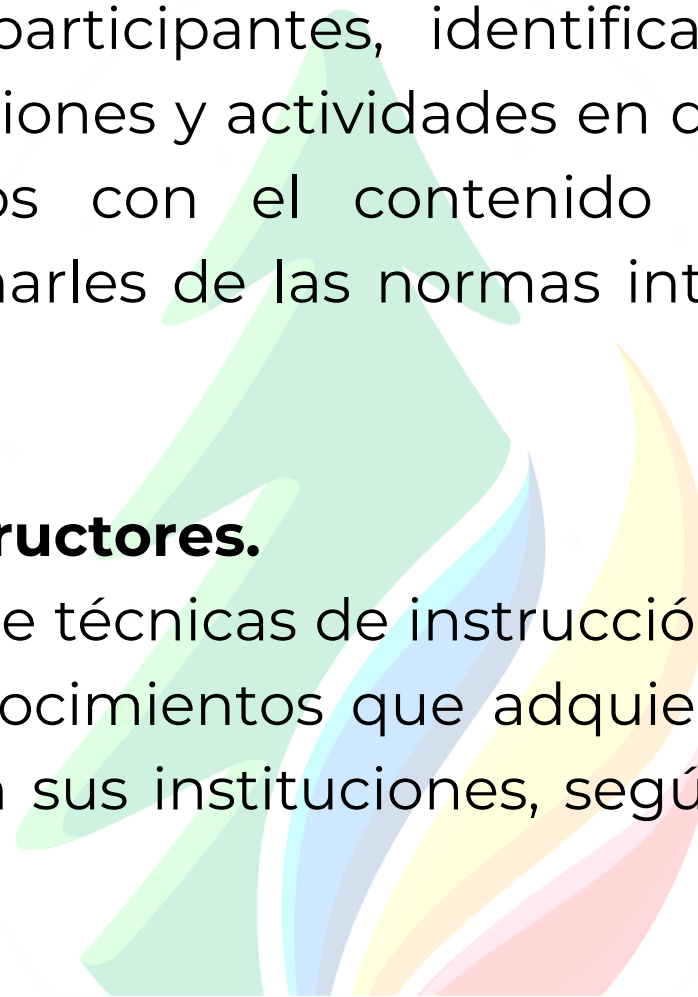 participantes, identifica
iones y actividades en c
os con el contenido
narles de las normas int
ructores.
e técnicas de instrucció
ocimientos que adquie
n sus instituciones, segú